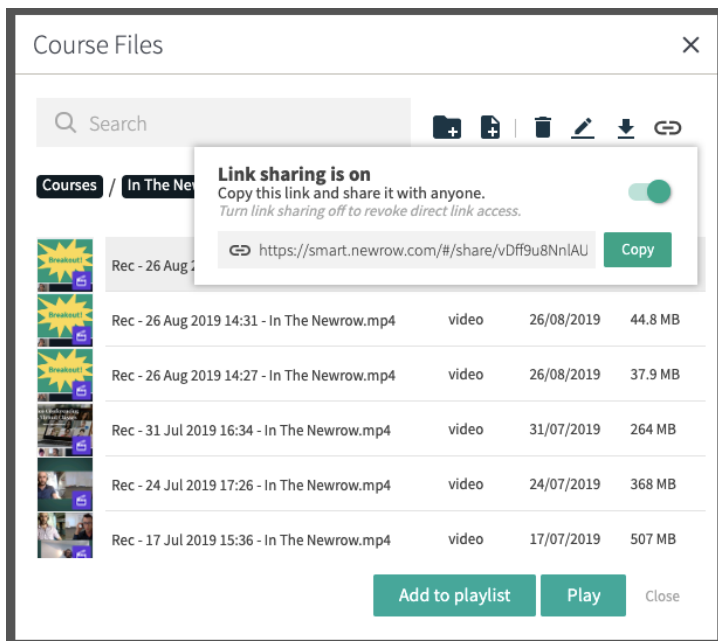 Course Files
Search
Link sharing is on
Copy this link and share it with anyone.
Turn link sharing off to revoke direct link access.
https://smart.newrow.com/#/share/vDff9u8NnlAU
Copy
Courses / In The New
Breakout!
Rec - 26 Aug 2
Breakout!
Rec - 26 Aug 2019 14:31 - In The Newrow.mp4 video 26/08/2019 44.8 MB
Breakout!
Rec - 26 Aug 2019 14:27 - In The Newrow.mp4 video 26/08/2019 37.9 MB
Rec - 31 Jul 2019 16:34 - In The Newrow.mp4 video 31/07/2019 264 MB
Rec - 24 Jul 2019 17:26 - In The Newrow.mp4 video 24/07/2019 368 MB
Rec - 17 Jul 2019 15:36 - In The Newrow.mp4 video 17/07/2019 507 MB
Add to playlist Play Close